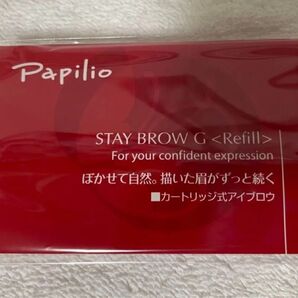 Papilio
STAY BROW G <Refill>
For your confident expression
ぼかせて自然。描いた眉がずっと続く
■カートリッジ式アイブロウ